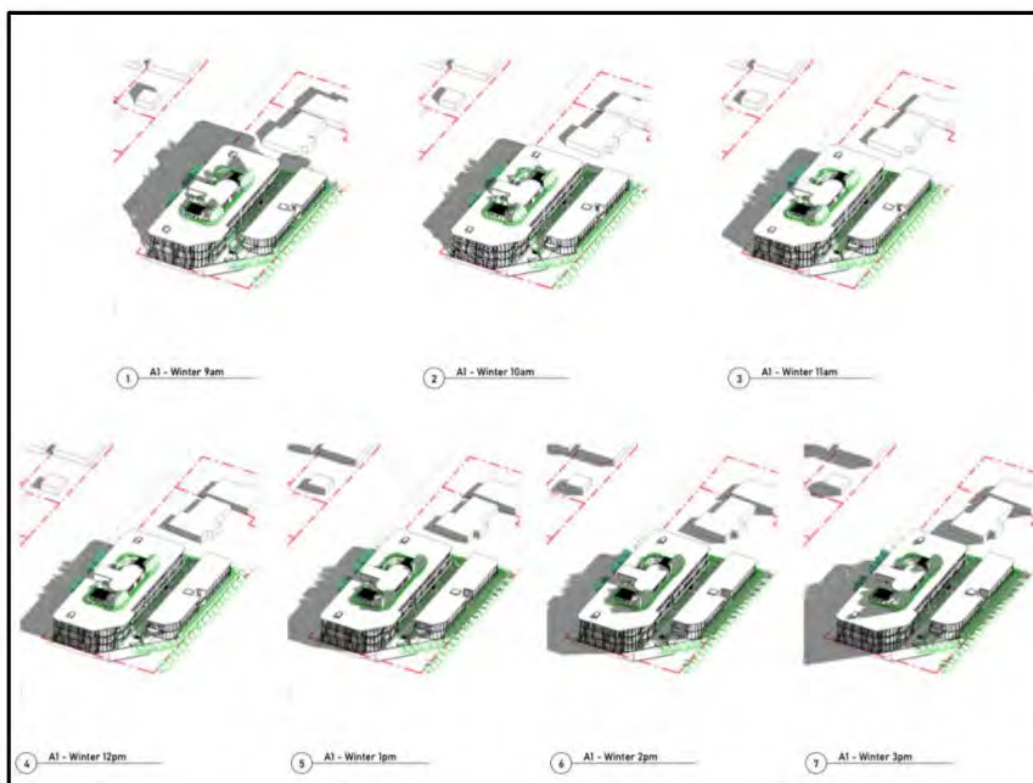 1 A1 - Winter 9am
2 A1 - Winter 10am
3 A1 - Winter 11am
4 A1 - Winter 12pm
5 A1 - Winter 1pm
6 A1 - Winter 2pm
7 A1 - Winter 3pm